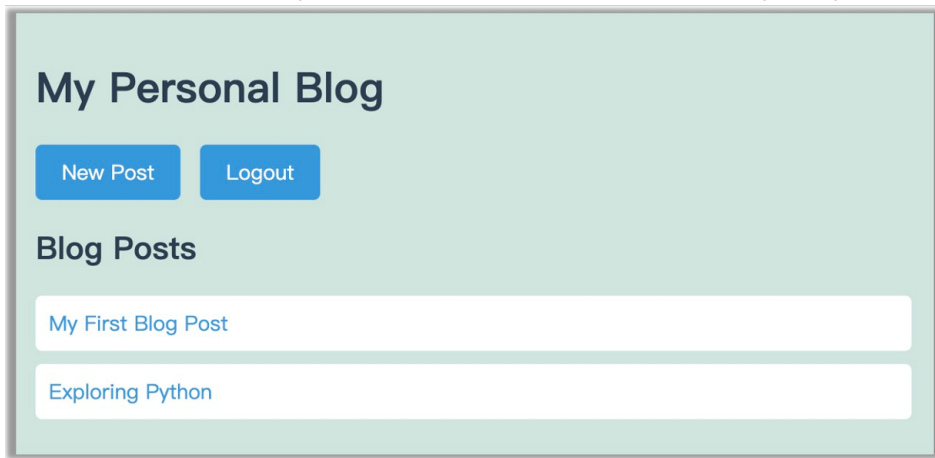 My Personal Blog
New Post Logout
Blog Posts
My First Blog Post
Exploring Python